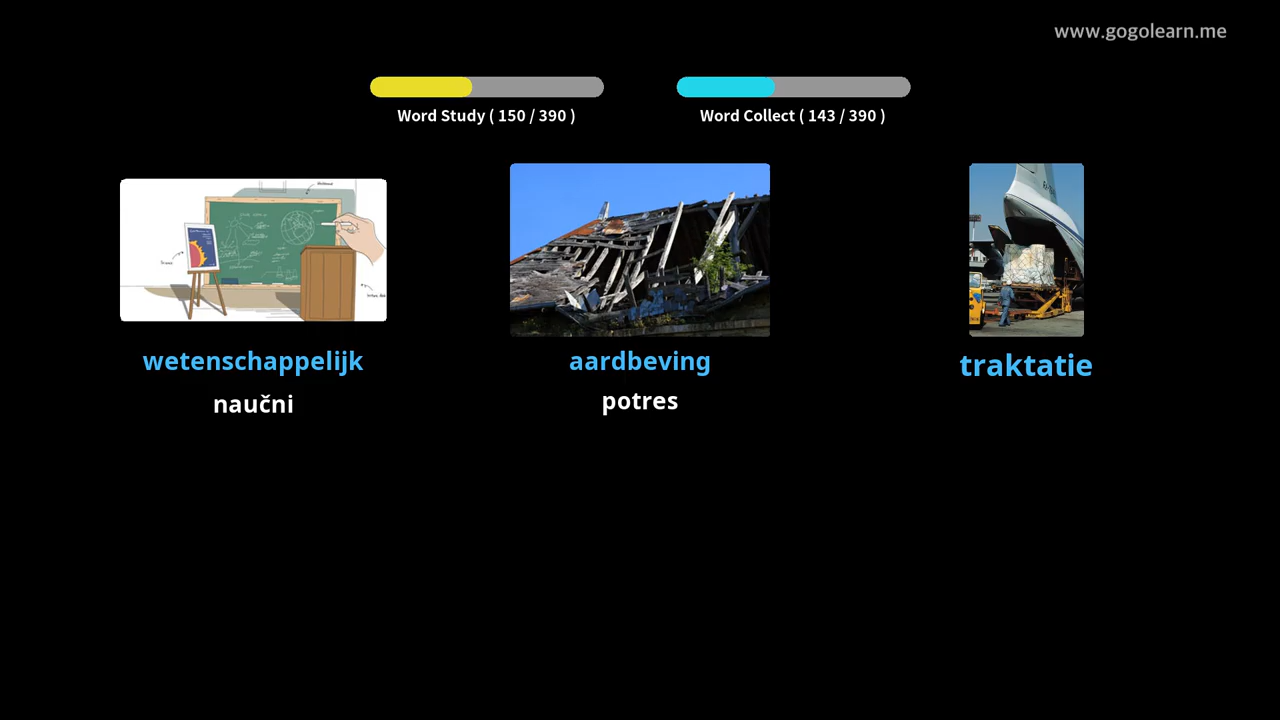 www.gogolearn.me
Word Study ( 150 / 390 )
Word Collect ( 143 / 390 )
wetenschappelijk
aardbeving
traktatie
naučni
potres